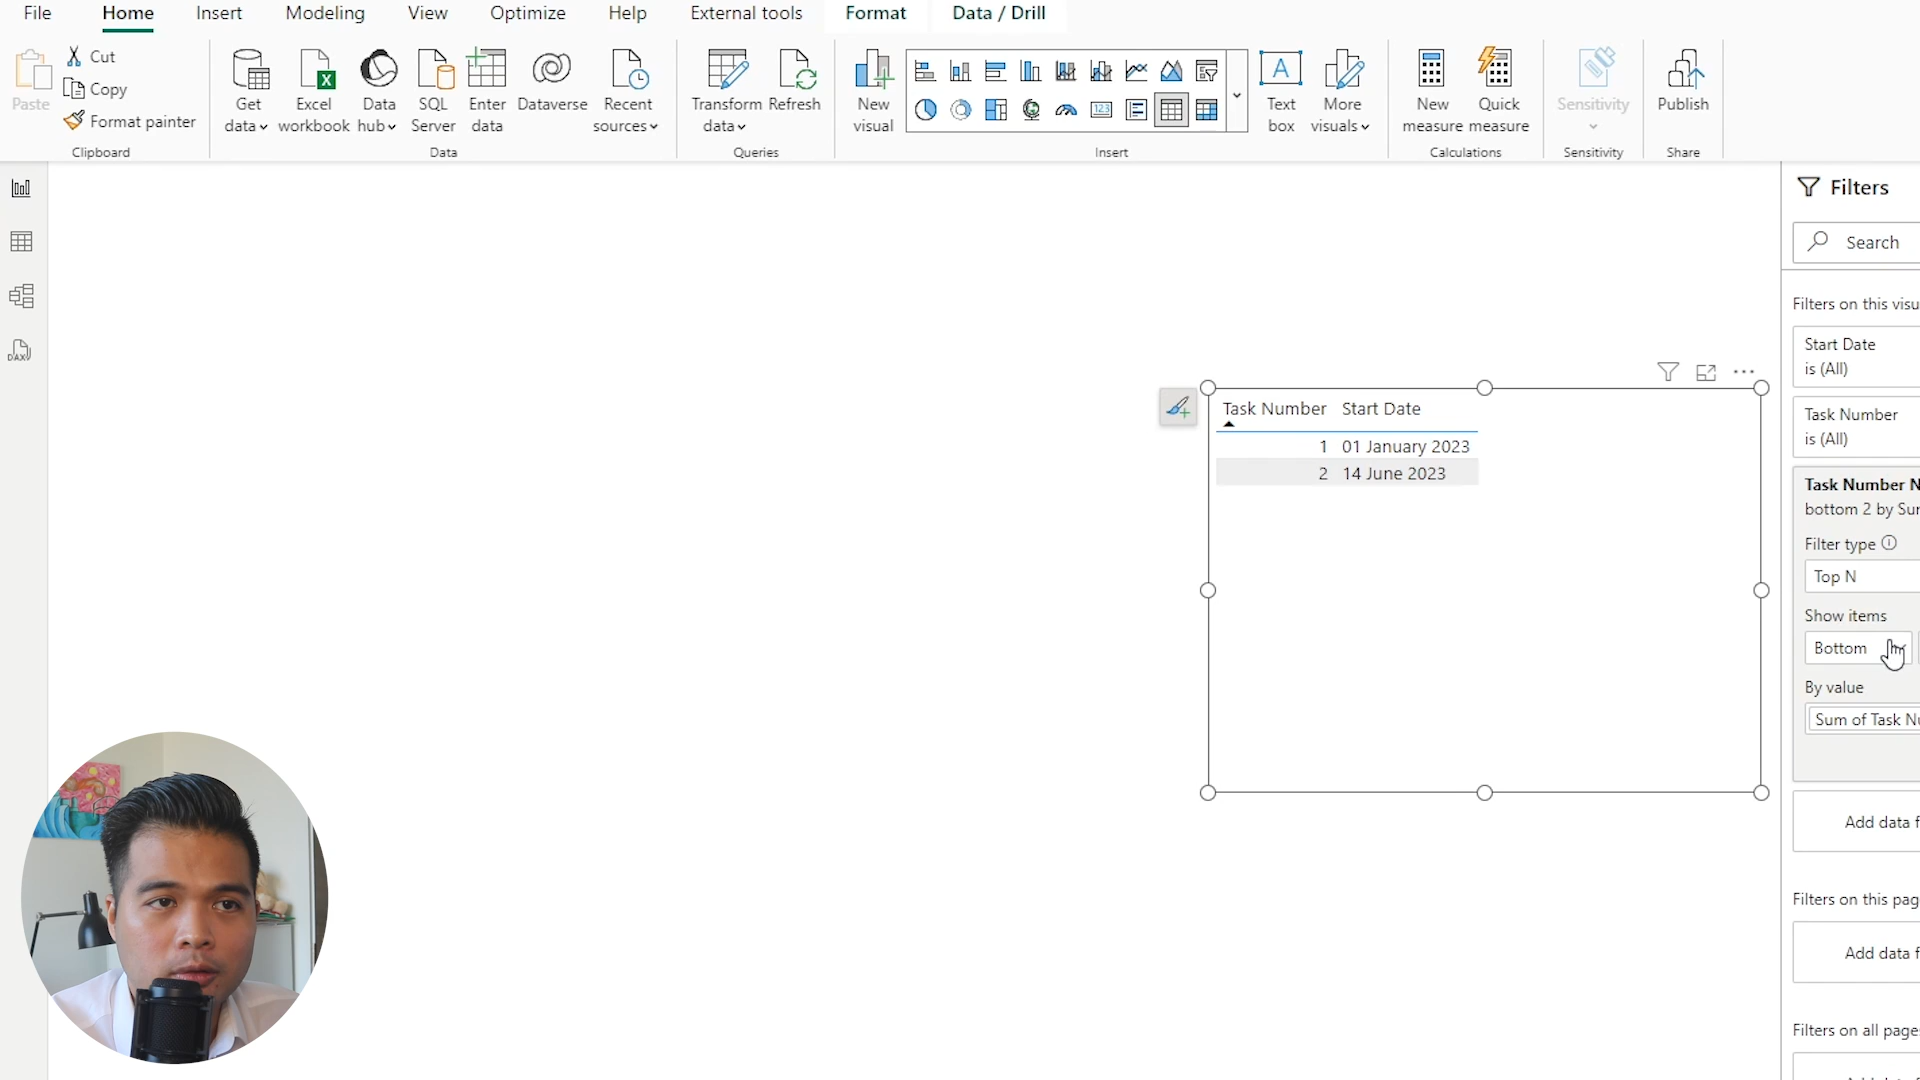 File Home Insert Modeling View Optimize Help External tools Format Data / Drill
Paste
Cut
Copy
Format painter
Clipboard
Get data
Excel workbook
Data hub
SQL Server
Enter data
Dataverse
Recent sources
Data
Transform data
Refresh
Queries
New visual
A
Text box
More visuals
Insert
New measure
Quick measure
Calculations
Sensitivity
Sensitivity
Publish
Share
DAX
Filters
Search
Filters on this visu
Start Date
is (All)
Task Number
is (All)
Task Number N
bottom 2 by Sum
Filter type
Top N
Show items
Bottom
By value
Sum of Task Nu
Add data f
Filters on this pag
Add data f
Filters on all page
Task Number Start Date
1 01 January 2023
2 14 June 2023